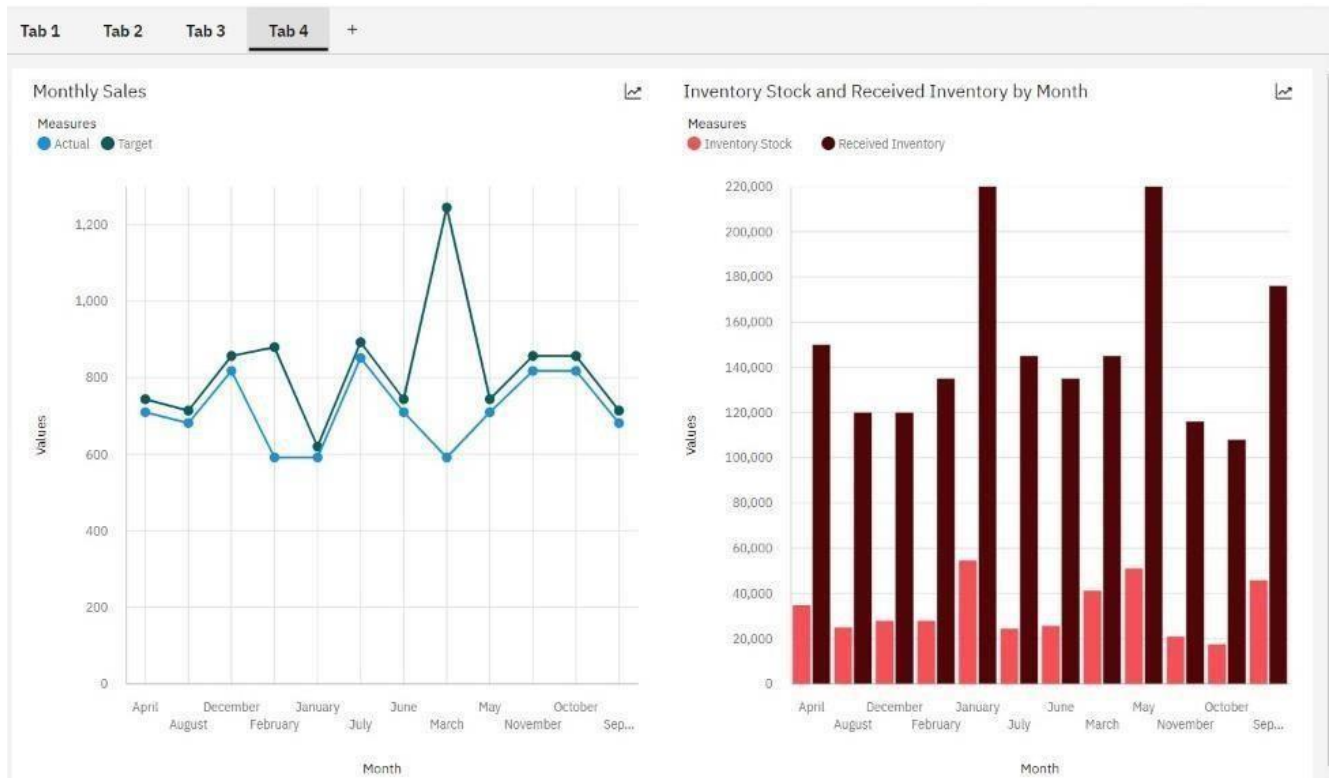 Tab 1 Tab 2 Tab 3 Tab 4 +
Monthly Sales
Measures
Actual Target
1,200
1,000
800
600
400
200
0
Values
April August December February January July June March May November October Sep...
Month
Inventory Stock and Received Inventory by Month
Measures
Inventory Stock Received Inventory
220,000
200,000
180,000
160,000
140,000
120,000
100,000
80,000
60,000
40,000
20,000
0
Values
April August December February January July June March May November October Sep...
Month